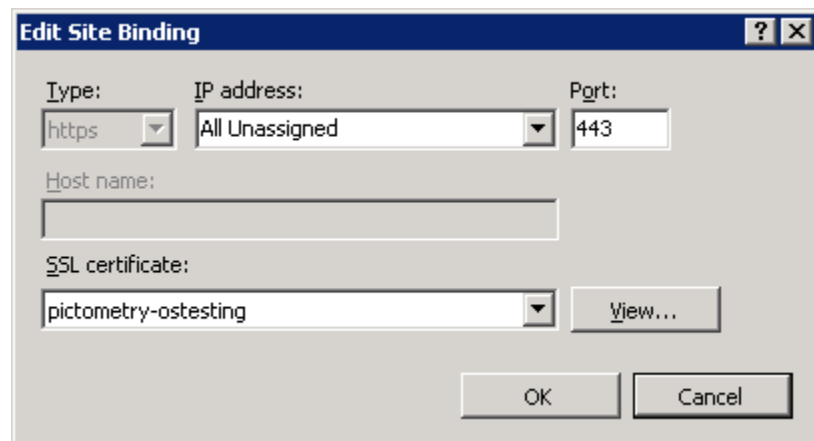 Edit Site Binding
Type: IP address: Port:
https All Unassigned 443
Host name:
SSL certificate:
pictometry-ostesting View...
OK Cancel